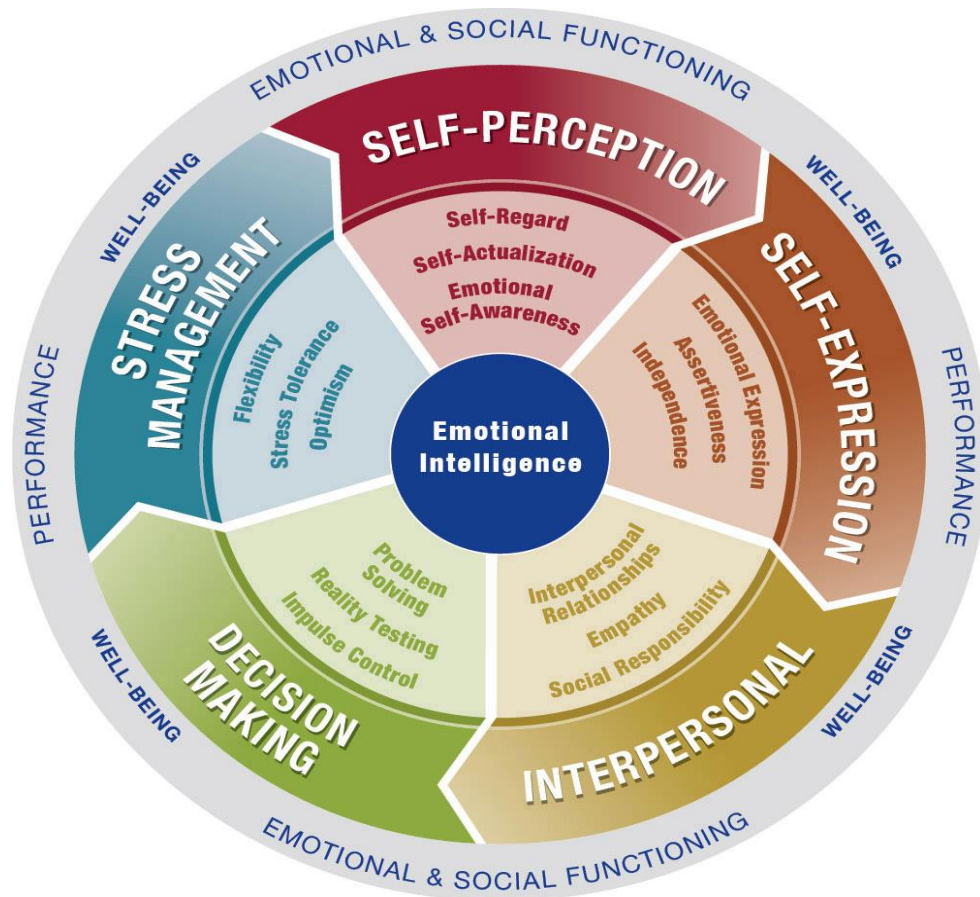 EMOTIONAL & SOCIAL FUNCTIONING
WELL-BEING
WELL-BEING
PERFORMANCE
PERFORMANCE
WELL-BEING
WELL-BEING
EMOTIONAL & SOCIAL FUNCTIONING
SELF-PERCEPTION
Self-Regard
Self-Actualization
Emotional
Self-Awareness
SELF-EXPRESSION
Emotional Expression
Assertiveness
Independence
INTERPERSONAL
Interpersonal
Relationships
Empathy
Social Responsibility
DECISION
MAKING
Problem
Solving
Reality Testing
Impulse Control
STRESS
MANAGEMENT
Flexibility
Stress Tolerance
Optimism
Emotional
Intelligence